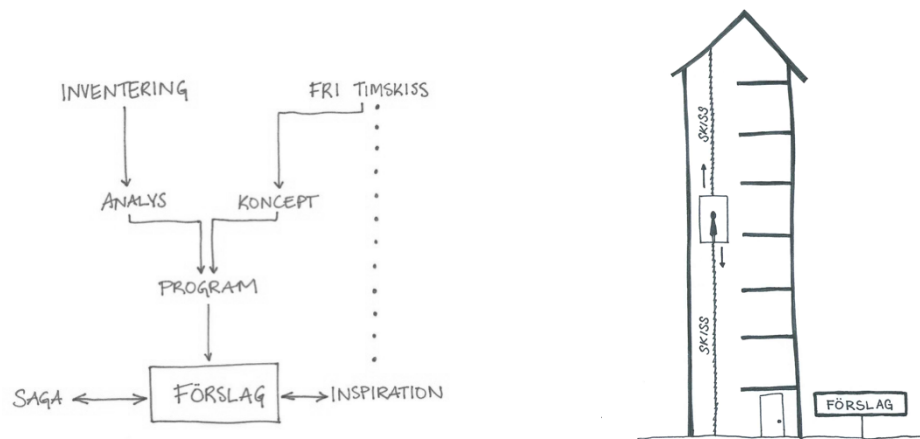 INVENTERING
FRI TIMSKISS
ANALYS
KONCEPT
PROGRAM
SAGA
FÖRSLAG
INSPIRATION
SKISS
SKISS
FÖRSLAG